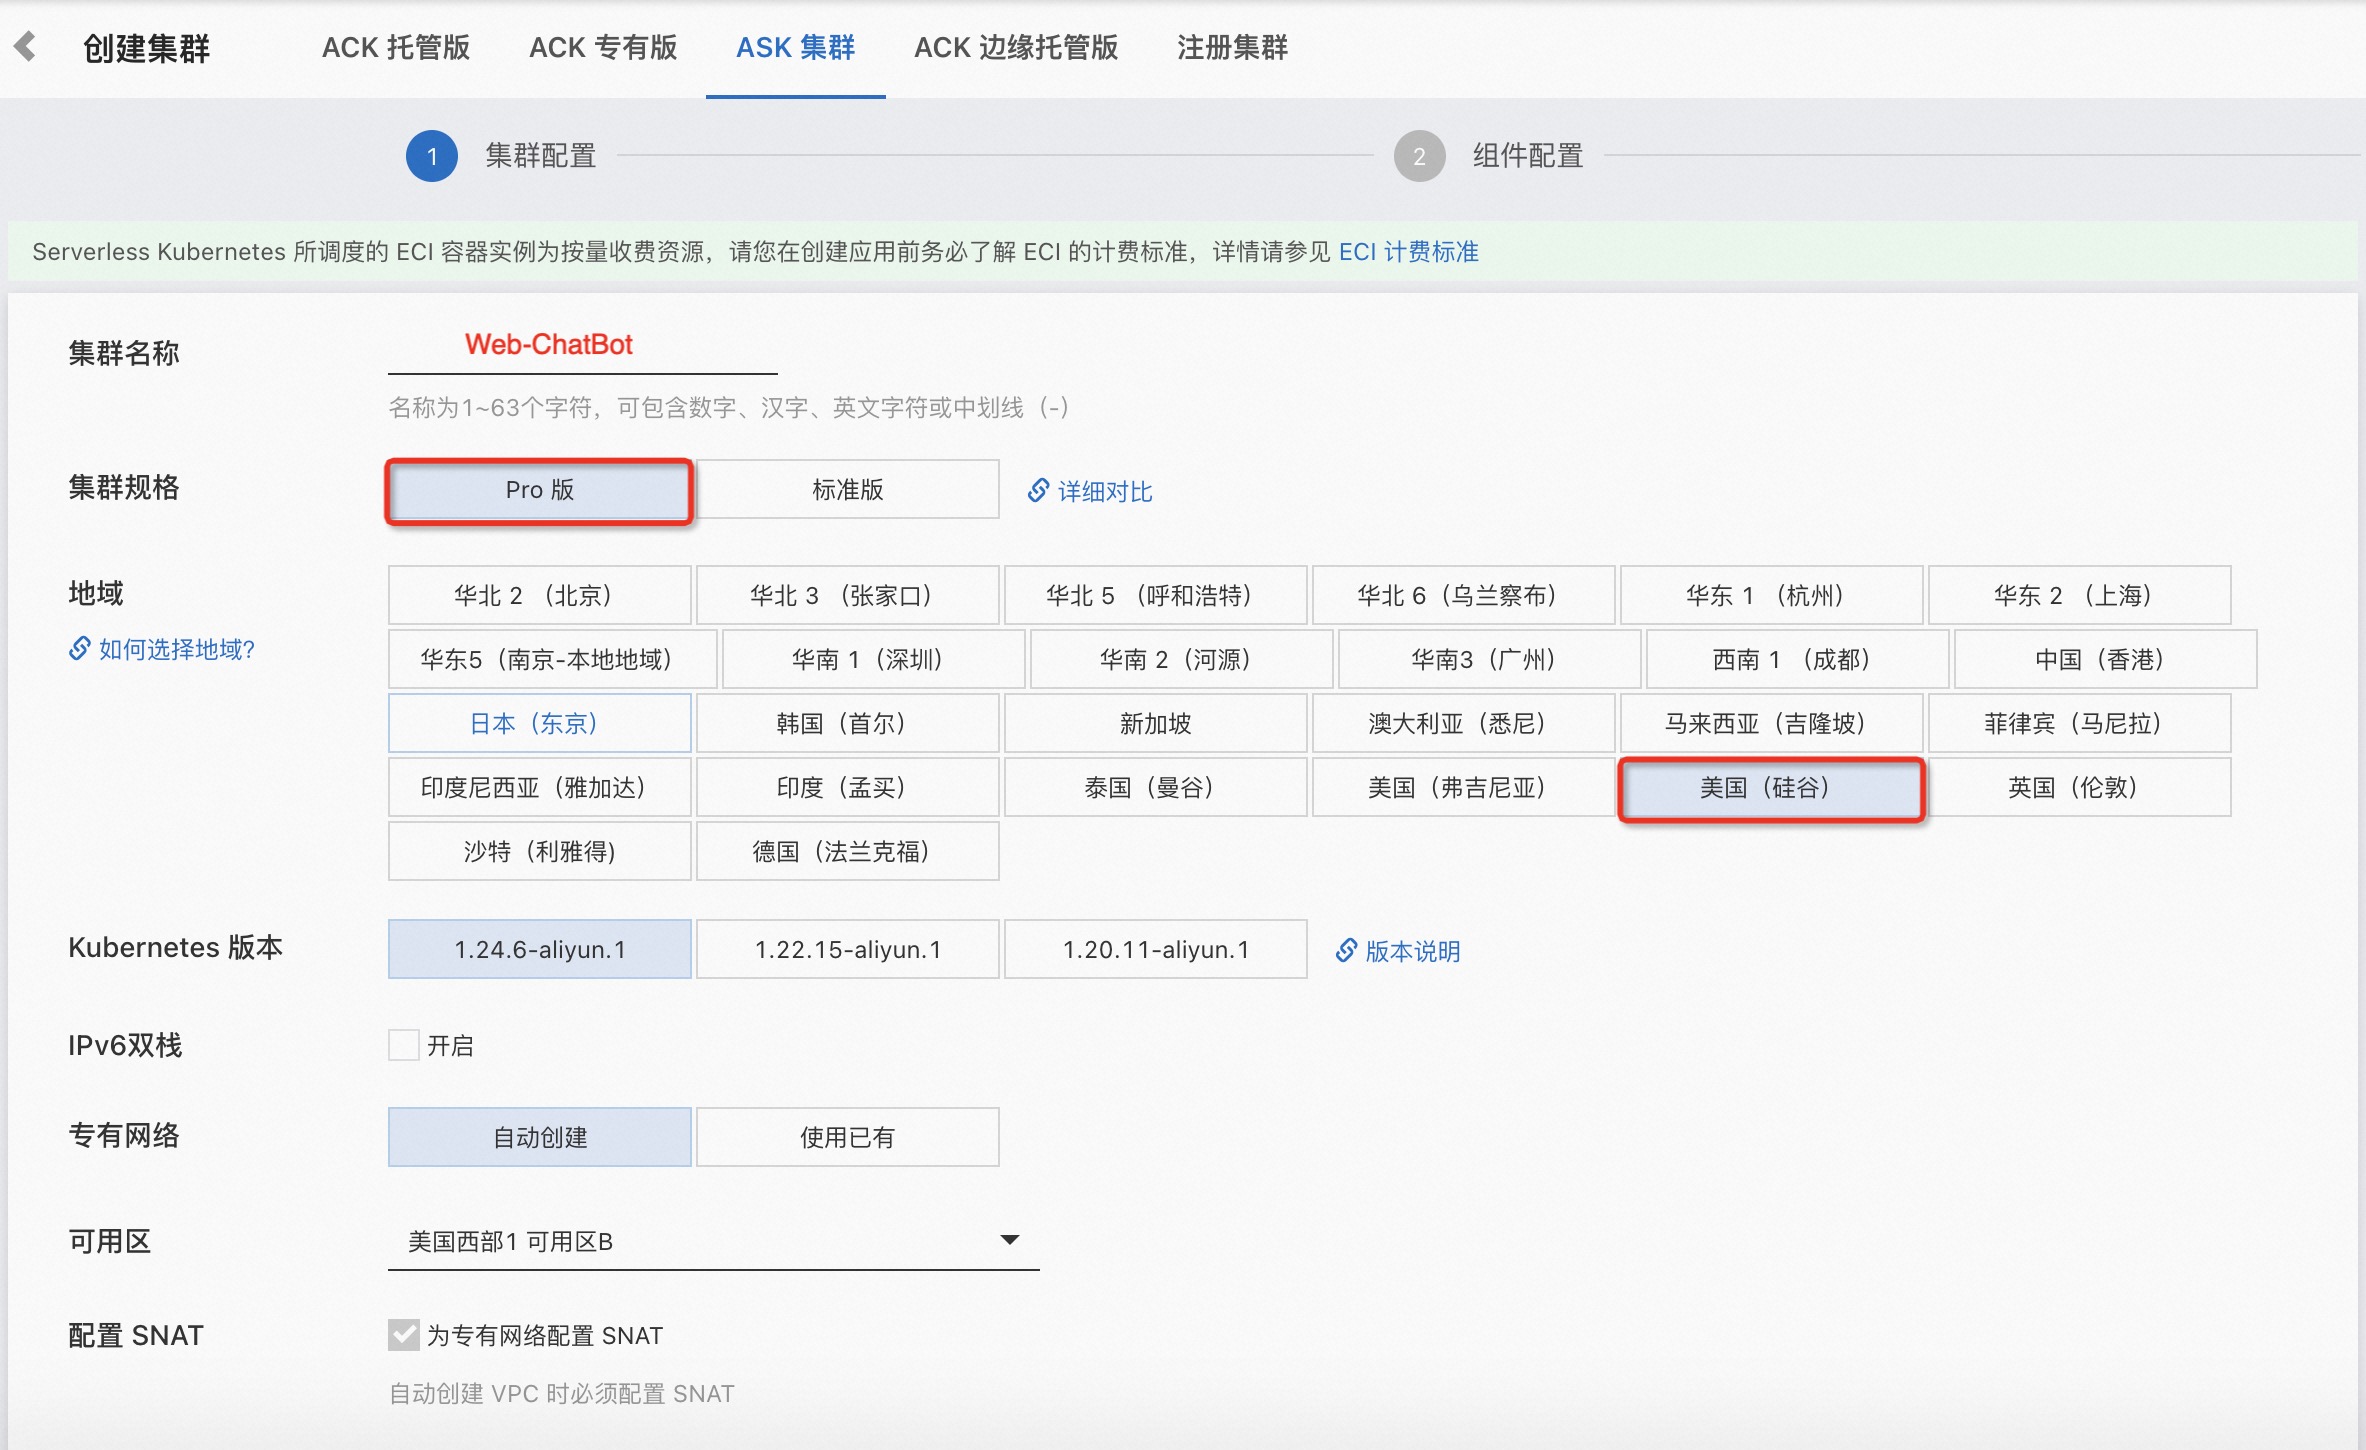 创建集群 ACK 托管版 ACK 专有版 ASK 集群 ACK 边缘托管版 注册集群
1 集群配置 2 组件配置
Serverless Kubernetes 所调度的 ECI 容器实例为按量收费资源，请您在创建应用前务必了解 ECI 的计费标准，详情请参见 ECI 计费标准
集群名称 Web-ChatBot
名称为1~63个字符，可包含数字、汉字、英文字符或中划线（-）
集群规格 Pro 版 标准版 详细对比
地域 华北 2 （北京） 华北 3 （张家口） 华北 5 （呼和浩特） 华北 6（乌兰察布） 华东 1 （杭州） 华东 2 （上海）
如何选择地域? 华东5（南京-本地地域） 华南 1（深圳） 华南 2（河源） 华南3（广州） 西南 1 （成都） 中国（香港）
日本（东京） 韩国（首尔） 新加坡 澳大利亚（悉尼） 马来西亚（吉隆坡） 菲律宾（马尼拉）
印度尼西亚（雅加达） 印度（孟买） 泰国（曼谷） 美国（弗吉尼亚） 美国（硅谷） 英国（伦敦）
沙特（利雅得) 德国（法兰克福）
Kubernetes 版本 1.24.6-aliyun.1 1.22.15-aliyun.1 1.20.11-aliyun.1 版本说明
IPv6双栈 开启
专有网络 自动创建 使用已有
可用区 美国西部1 可用区B
配置 SNAT 为专有网络配置 SNAT
自动创建 VPC 时必须配置 SNAT